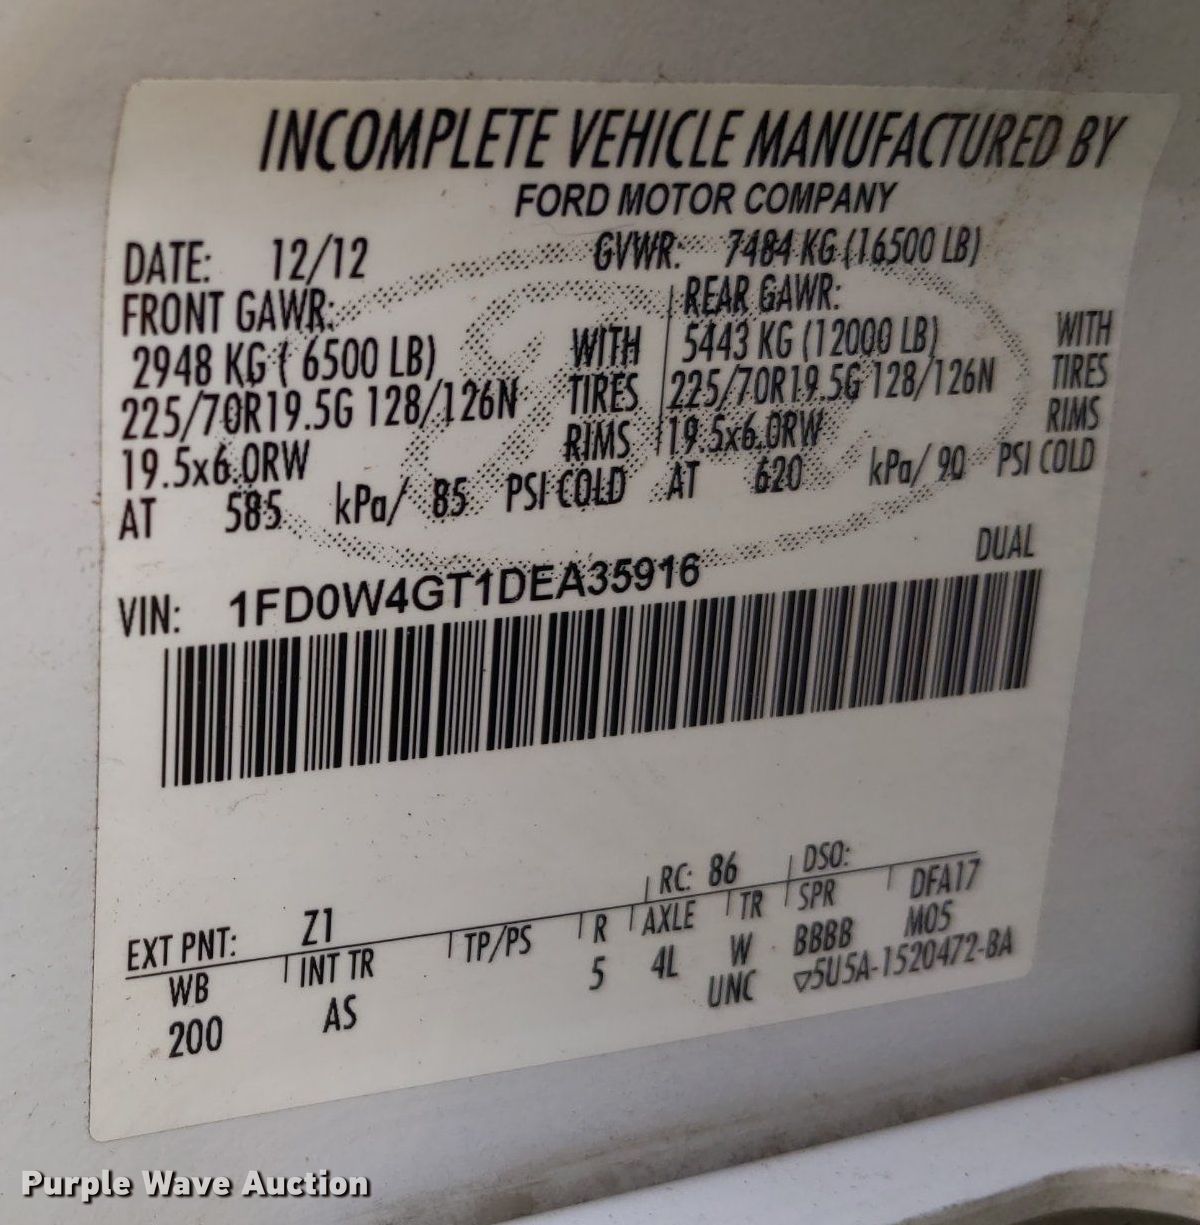 INCOMPLETE VEHICLE MANUFACTURED BY
FORD MOTOR COMPANY
DATE: 12/12 GVWR: 7484 KG (16500 LB)
FRONT GAWR: REAR GAWR:
2948 KG ( 6500 LB) WITH 5443 KG (12000 LB) WITH
225/70R19.5G 128/126N TIRES 225/70R19.5G 128/126N TIRES
19.5x6.0RW RIMS 19.5x6.0RW RIMS
AT 585 kPa/ 85 PSI COLD AT 620 kPa/ 90 PSI COLD
DUAL
VIN: 1FD0W4GT1DEA35916
EXT PNT: Z1 RC: 86 DSO:
WB INT TR TP/PS R AXLE TR SPR DFA17
200 AS 5 4L W BBBB M05
UNC ▽5U5A-1520472-BA
Purple Wave Auction